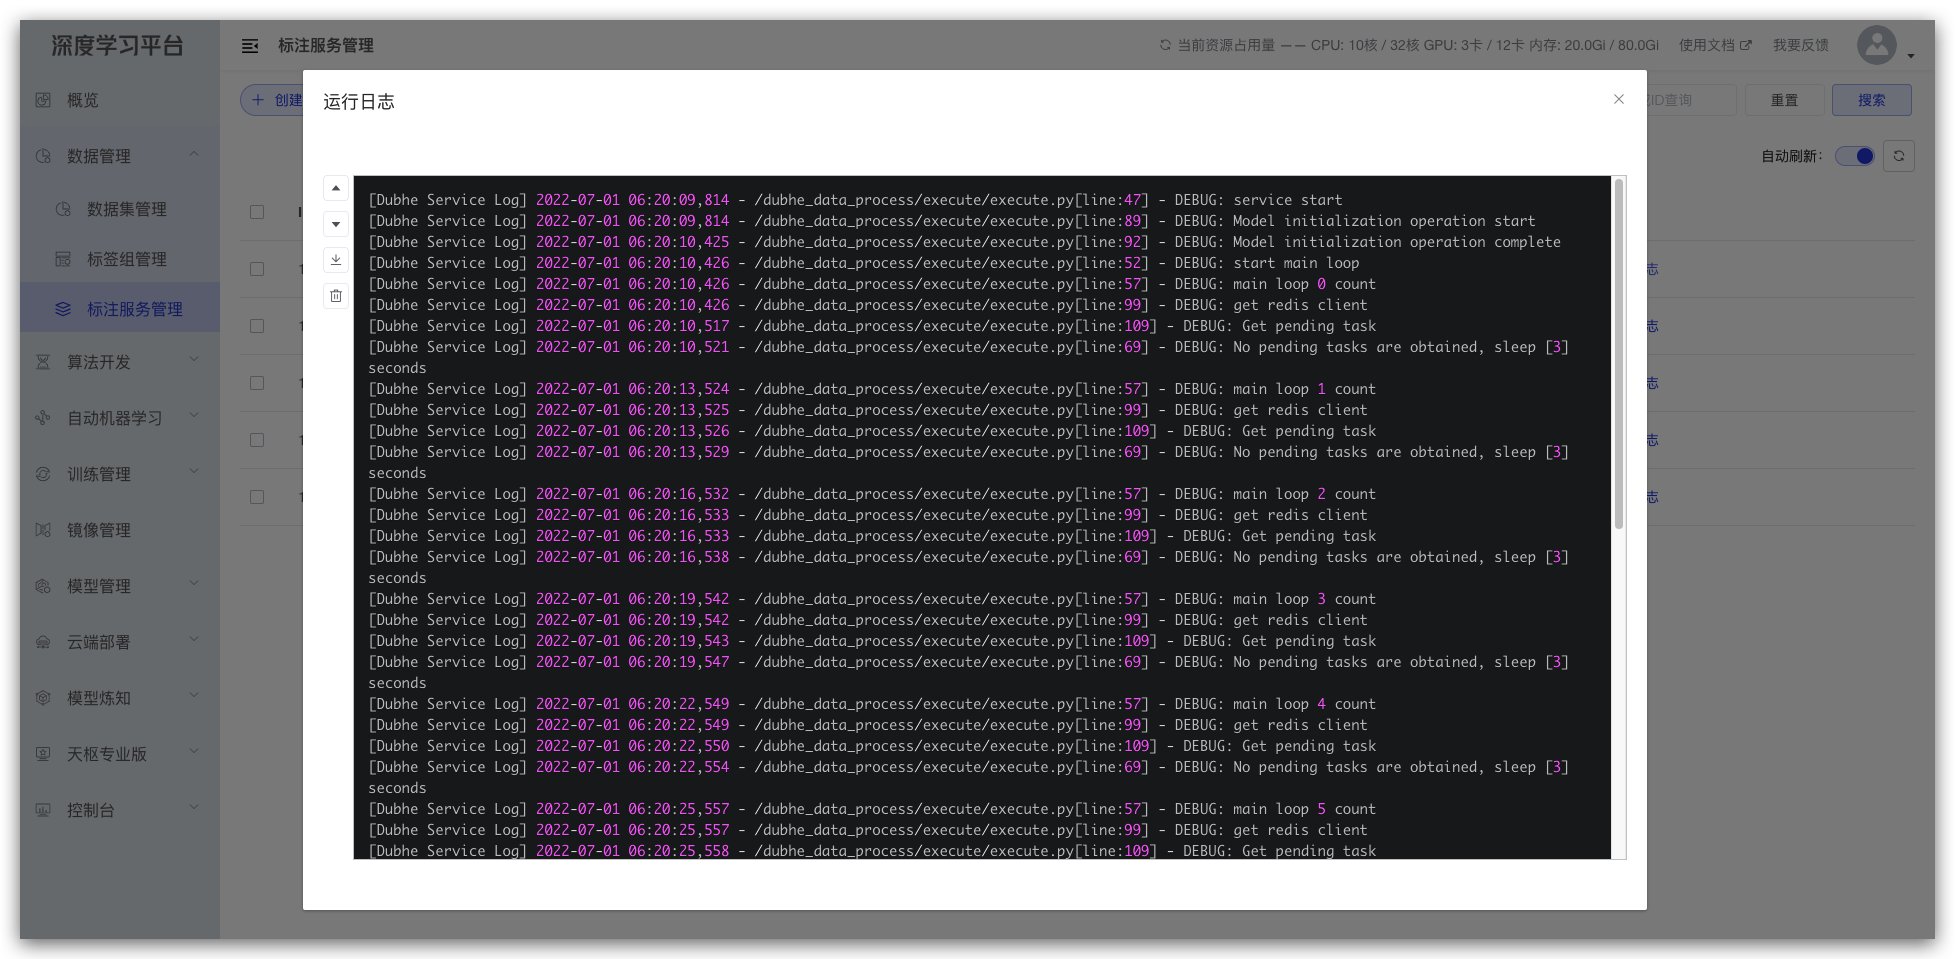 深度学习平台
标注服务管理
当前资源占用量 —— CPU: 10核 / 32核 GPU: 3卡 / 12卡 内存: 20.0Gi / 80.0Gi 使用文档 我要反馈
概览
数据管理
数据集管理
标签组管理
标注服务管理
算法开发
自动机器学习
训练管理
镜像管理
模型管理
云端部署
模型炼知
天枢专业版
控制台
+ 创建
ID查询
重置
搜索
自动刷新:
志
志
志
志
志
运行日志
[Dubhe Service Log] 2022-07-01 06:20:09,814 - /dubhe_data_process/execute/execute.py[line:47] - DEBUG: service start
[Dubhe Service Log] 2022-07-01 06:20:09,814 - /dubhe_data_process/execute/execute.py[line:89] - DEBUG: Model initialization operation start
[Dubhe Service Log] 2022-07-01 06:20:10,425 - /dubhe_data_process/execute/execute.py[line:92] - DEBUG: Model initialization operation complete
[Dubhe Service Log] 2022-07-01 06:20:10,426 - /dubhe_data_process/execute/execute.py[line:52] - DEBUG: start main loop
[Dubhe Service Log] 2022-07-01 06:20:10,426 - /dubhe_data_process/execute/execute.py[line:57] - DEBUG: main loop 0 count
[Dubhe Service Log] 2022-07-01 06:20:10,426 - /dubhe_data_process/execute/execute.py[line:99] - DEBUG: get redis client
[Dubhe Service Log] 2022-07-01 06:20:10,517 - /dubhe_data_process/execute/execute.py[line:109] - DEBUG: Get pending task
[Dubhe Service Log] 2022-07-01 06:20:10,521 - /dubhe_data_process/execute/execute.py[line:69] - DEBUG: No pending tasks are obtained, sleep [3]
seconds
[Dubhe Service Log] 2022-07-01 06:20:13,524 - /dubhe_data_process/execute/execute.py[line:57] - DEBUG: main loop 1 count
[Dubhe Service Log] 2022-07-01 06:20:13,525 - /dubhe_data_process/execute/execute.py[line:99] - DEBUG: get redis client
[Dubhe Service Log] 2022-07-01 06:20:13,526 - /dubhe_data_process/execute/execute.py[line:109] - DEBUG: Get pending task
[Dubhe Service Log] 2022-07-01 06:20:13,529 - /dubhe_data_process/execute/execute.py[line:69] - DEBUG: No pending tasks are obtained, sleep [3]
seconds
[Dubhe Service Log] 2022-07-01 06:20:16,532 - /dubhe_data_process/execute/execute.py[line:57] - DEBUG: main loop 2 count
[Dubhe Service Log] 2022-07-01 06:20:16,533 - /dubhe_data_process/execute/execute.py[line:99] - DEBUG: get redis client
[Dubhe Service Log] 2022-07-01 06:20:16,533 - /dubhe_data_process/execute/execute.py[line:109] - DEBUG: Get pending task
[Dubhe Service Log] 2022-07-01 06:20:16,538 - /dubhe_data_process/execute/execute.py[line:69] - DEBUG: No pending tasks are obtained, sleep [3]
seconds
[Dubhe Service Log] 2022-07-01 06:20:19,542 - /dubhe_data_process/execute/execute.py[line:57] - DEBUG: main loop 3 count
[Dubhe Service Log] 2022-07-01 06:20:19,542 - /dubhe_data_process/execute/execute.py[line:99] - DEBUG: get redis client
[Dubhe Service Log] 2022-07-01 06:20:19,543 - /dubhe_data_process/execute/execute.py[line:109] - DEBUG: Get pending task
[Dubhe Service Log] 2022-07-01 06:20:19,547 - /dubhe_data_process/execute/execute.py[line:69] - DEBUG: No pending tasks are obtained, sleep [3]
seconds
[Dubhe Service Log] 2022-07-01 06:20:22,549 - /dubhe_data_process/execute/execute.py[line:57] - DEBUG: main loop 4 count
[Dubhe Service Log] 2022-07-01 06:20:22,549 - /dubhe_data_process/execute/execute.py[line:99] - DEBUG: get redis client
[Dubhe Service Log] 2022-07-01 06:20:22,550 - /dubhe_data_process/execute/execute.py[line:109] - DEBUG: Get pending task
[Dubhe Service Log] 2022-07-01 06:20:22,554 - /dubhe_data_process/execute/execute.py[line:69] - DEBUG: No pending tasks are obtained, sleep [3]
seconds
[Dubhe Service Log] 2022-07-01 06:20:25,557 - /dubhe_data_process/execute/execute.py[line:57] - DEBUG: main loop 5 count
[Dubhe Service Log] 2022-07-01 06:20:25,557 - /dubhe_data_process/execute/execute.py[line:99] - DEBUG: get redis client
[Dubhe Service Log] 2022-07-01 06:20:25,558 - /dubhe_data_process/execute/execute.py[line:109] - DEBUG: Get pending task